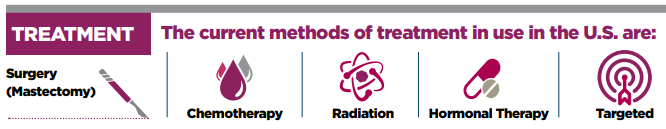 TREATMENT
The current methods of treatment in use in the U.S. are:
Surgery
(Mastectomy)
Chemotherapy
Radiation
Hormonal Therapy
Targeted